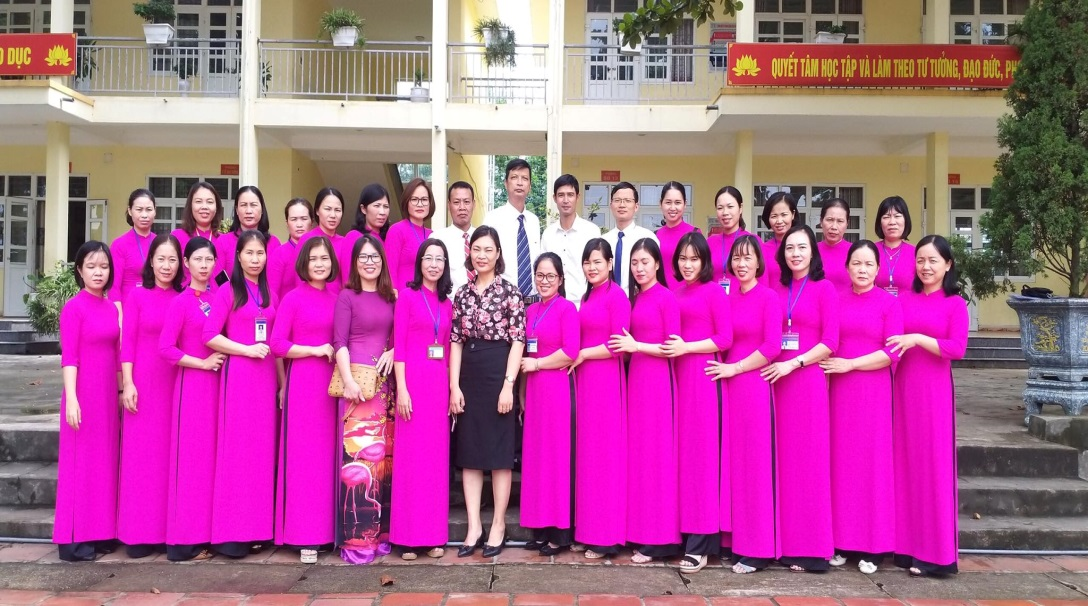 O DỤC
QUYẾT TÂM HỌC TẬP VÀ LÀM THEO TƯ TƯỞNG, ĐẠO ĐỨC, PH